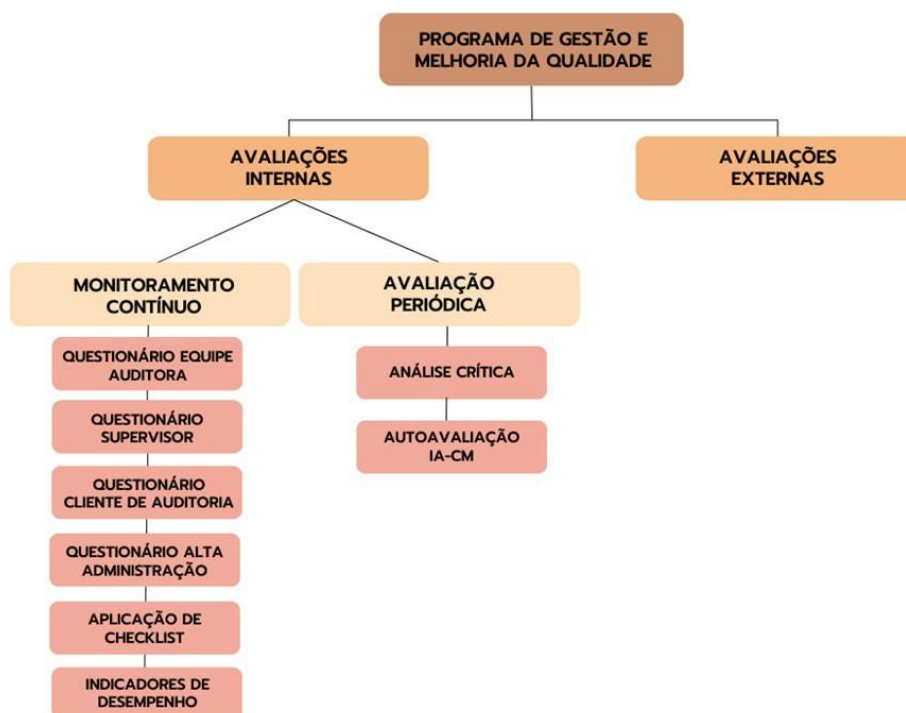 PROGRAMA DE GESTÃO E
MELHORIA DA QUALIDADE
AVALIAÇÕES
INTERNAS
AVALIAÇÕES
EXTERNAS
MONITORAMENTO
CONTÍNUO
AVALIAÇÃO
PERIÓDICA
QUESTIONÁRIO EQUIPE
AUDITORA
QUESTIONÁRIO
SUPERVISOR
QUESTIONÁRIO
CLIENTE DE AUDITORIA
QUESTIONÁRIO ALTA
ADMINISTRAÇÃO
APLICAÇÃO DE
CHECKLIST
INDICADORES DE
DESEMPENHO
ANÁLISE CRÍTICA
AUTOAVALIAÇÃO
IA-CM